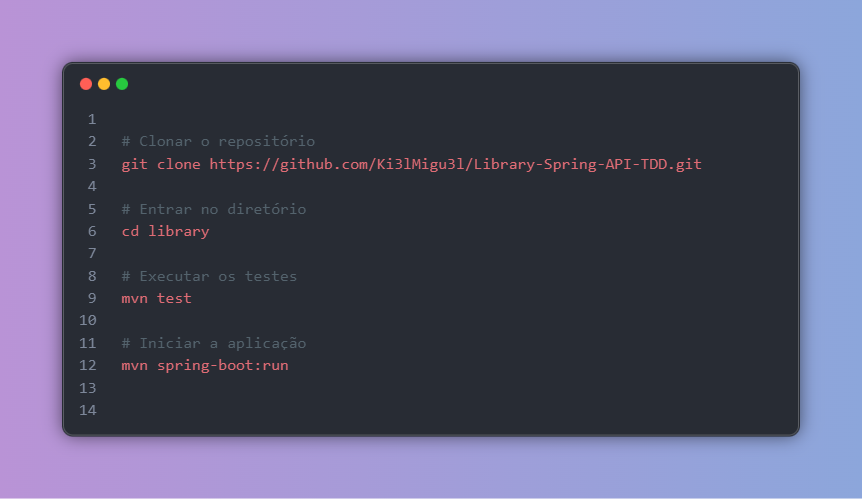 1
2 # Clonar o repositório
3 git clone https://github.com/Ki3lMigu3l/Library-Spring-API-TDD.git
4
5 # Entrar no diretório
6 cd library
7
8 # Executar os testes
9 mvn test
10
11 # Iniciar a aplicação
12 mvn spring-boot:run
13
14